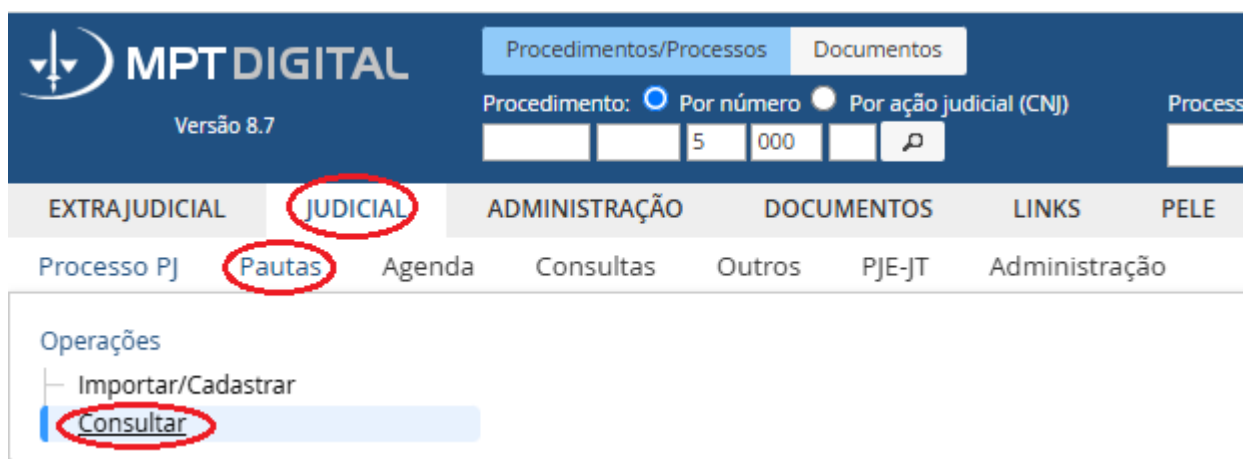 MPT DIGITAL
Versão 8.7
Procedimentos/Processos Documentos
Procedimento: Por número Por ação judicial (CNJ) Process
5 000
EXTRAJUDICIAL JUDICIAL ADMINISTRAÇÃO DOCUMENTOS LINKS PELE
Processo PJ Pautas Agenda Consultas Outros PJE-JT Administração
Operações
Importar/Cadastrar
Consultar